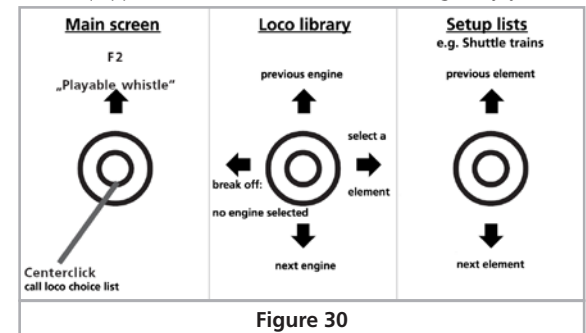 Main screen
F2
„Playable whistle“
Centerclick
call loco choice list
Loco library
previous engine
select a
element
break off:
no engine selected
next engine
Setup lists
e.g. Shuttle trains
previous element
next element
Figure 30